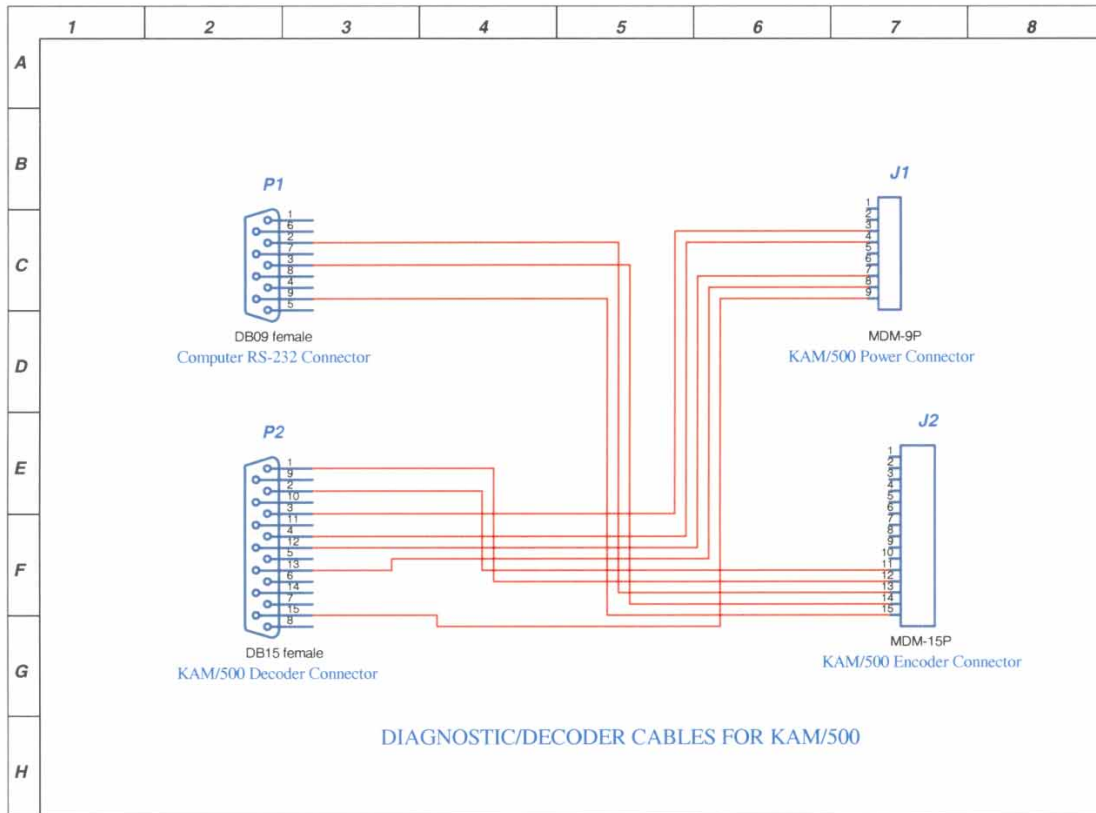 1 2 3 4 5 6 7 8
A
B
C
D
E
F
G
H
P1
1
6
2
7
3
8
4
9
5
DB09 female
Computer RS-232 Connector
J1
1
2
3
4
5
6
7
8
9
MDM-9P
KAM/500 Power Connector
P2
1
9
2
10
3
11
4
12
5
13
6
14
7
15
8
DB15 female
KAM/500 Decoder Connector
J2
1
2
3
4
5
6
7
8
9
10
11
12
13
14
15
MDM-15P
KAM/500 Encoder Connector
DIAGNOSTIC/DECODER CABLES FOR KAM/500